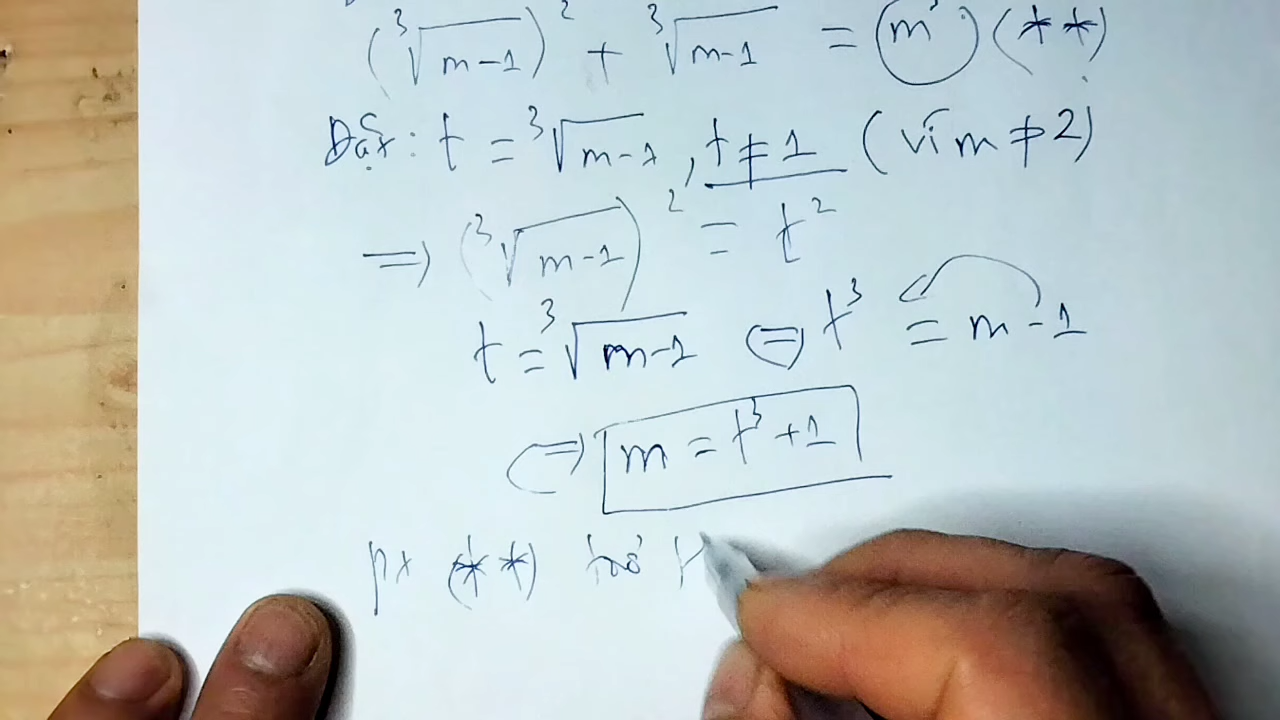 (∛(m-1))² + ∛(m-1) = m (**)
Đặt: t = ∛(m-1), t ≠ 1 (vì m ≠ 2)
=> (∛(m-1))² = t²
t = ∛(m-1) <=> t³ = m - 1
<=> m = t³ + 1
pt (**) trở t